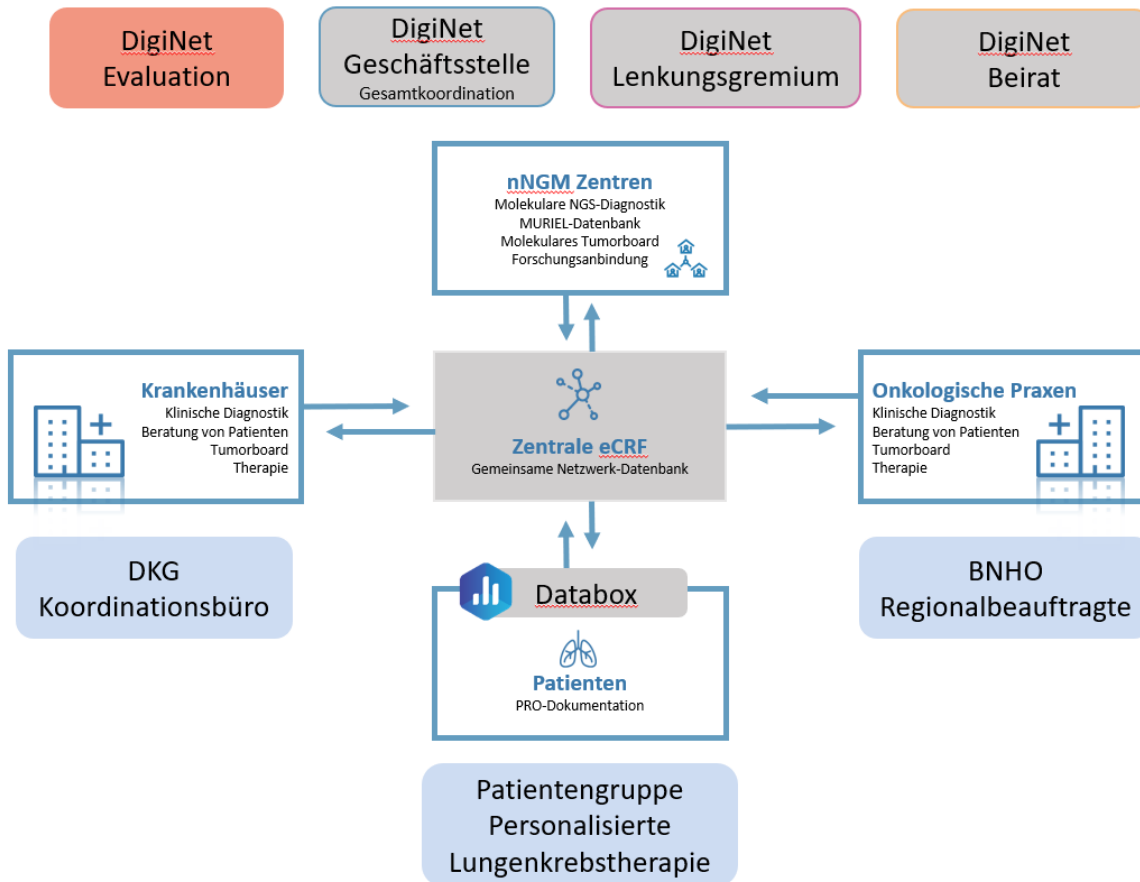 DigiNet
Evaluation
DigiNet
Geschäftsstelle
Gesamtkoordination
DigiNet
Lenkungsgremium
DigiNet
Beirat
nNGM Zentren
Molekulare NGS-Diagnostik
MURIEL-Datenbank
Molekulares Tumorboard
Forschungsanbindung
Krankenhäuser
Klinische Diagnostik
Beratung von Patienten
Tumorboard
Therapie
Zentrale eCRF
Gemeinsame Netzwerk-Datenbank
Onkologische Praxen
Klinische Diagnostik
Beratung von Patienten
Tumorboard
Therapie
DKG
Koordinationsbüro
Databox
Patienten
PRO-Dokumentation
BNHO
Regionalbeauftragte
Patientengruppe
Personalisierte
Lungenkrebstherapie